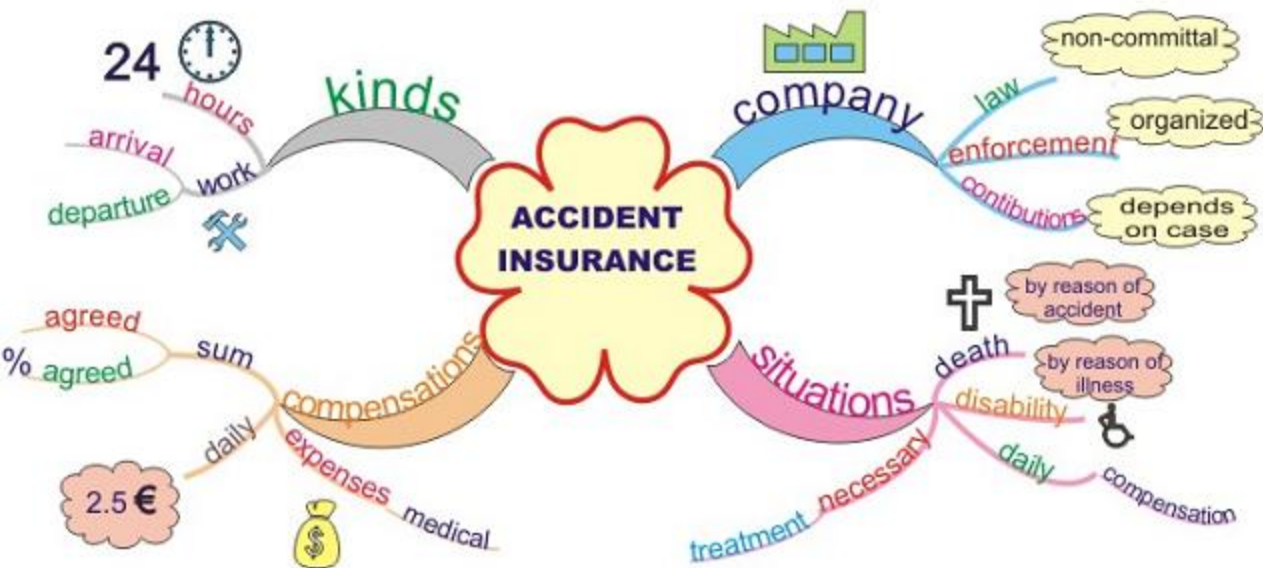 ACCIDENT
INSURANCE
kinds
24
hours
work
arrival
departure
company
law
non-committal
enforcement
organized
contibutions
depends
on case
situations
death
by reason of
accident
by reason of
illness
disability
daily
compensation
necessary
treatment
compensations
sum
agreed
% agreed
daily
2.5 €
expenses
medical
$